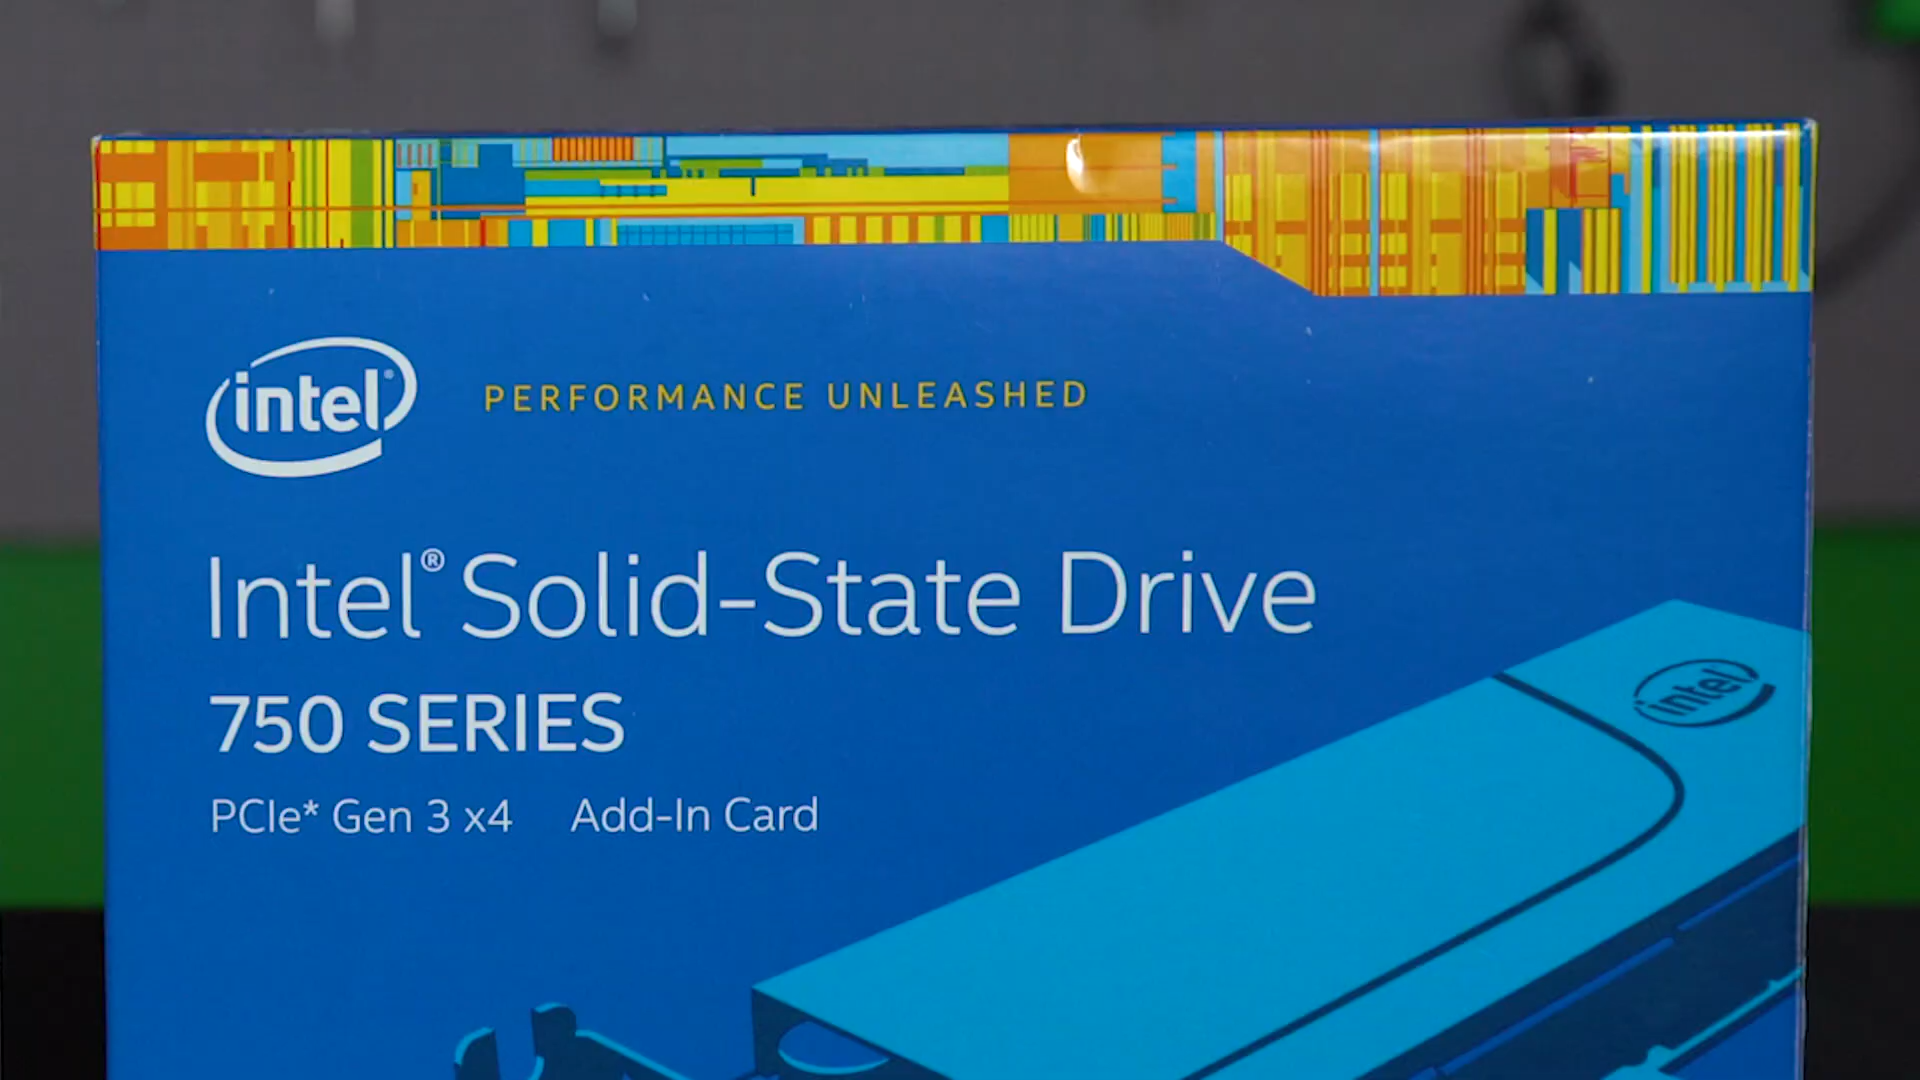 intel® PERFORMANCE UNLEASHED
Intel® Solid-State Drive
750 SERIES
PCIe* Gen 3 x4 Add-In Card
intel